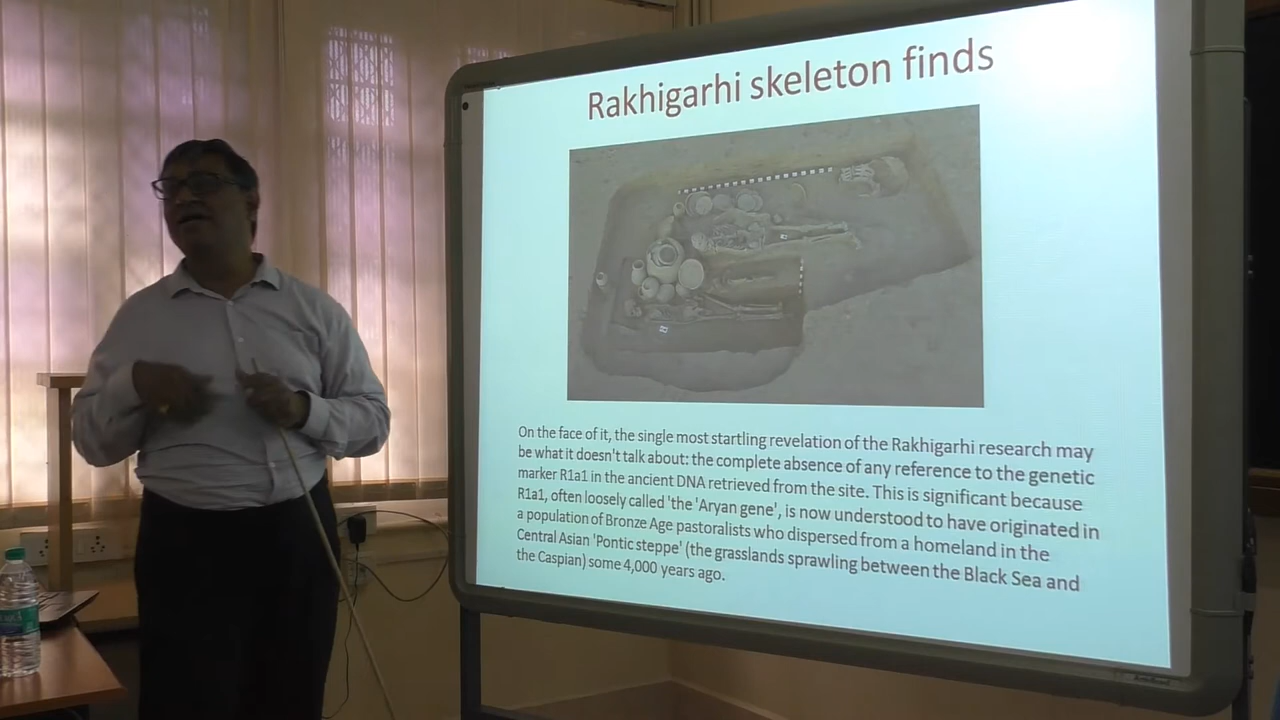 Rakhigarhi skeleton finds
On the face of it, the single most startling revelation of the Rakhigarhi research may
be what it doesn't talk about: the complete absence of any reference to the genetic
marker R1a1 in the ancient DNA retrieved from the site. This is significant because
R1a1, often loosely called 'the 'Aryan gene', is now understood to have originated in
a population of Bronze Age pastoralists who dispersed from a homeland in the
Central Asian 'Pontic steppe' (the grasslands sprawling between the Black Sea and
the Caspian) some 4,000 years ago.